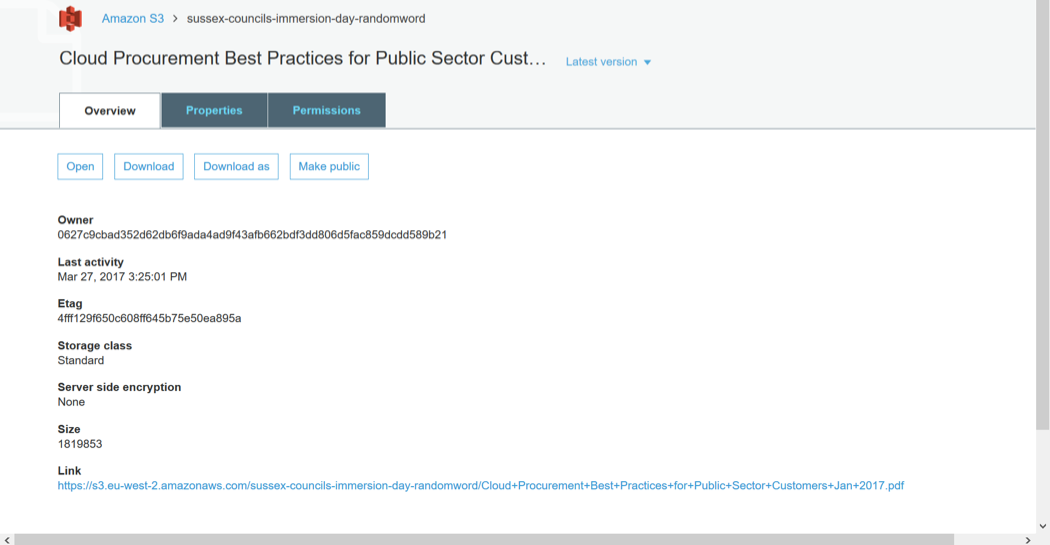 Amazon S3 > sussex-councils-immersion-day-randomword
Cloud Procurement Best Practices for Public Sector Cust... Latest version
Overview Properties Permissions
Open Download Download as Make public
Owner
0627c9cbad352d62db6f9ada4ad9f43afb662bdf3dd806d5fac859dcdd589b21
Last activity
Mar 27, 2017 3:25:01 PM
Etag
4fff129f650c608ff645b75e50ea895a
Storage class
Standard
Server side encryption
None
Size
1819853
Link
https://s3.eu-west-2.amazonaws.com/sussex-councils-immersion-day-randomword/Cloud+Procurement+Best+Practices+for+Public+Sector+Customers+Jan+2017.pdf